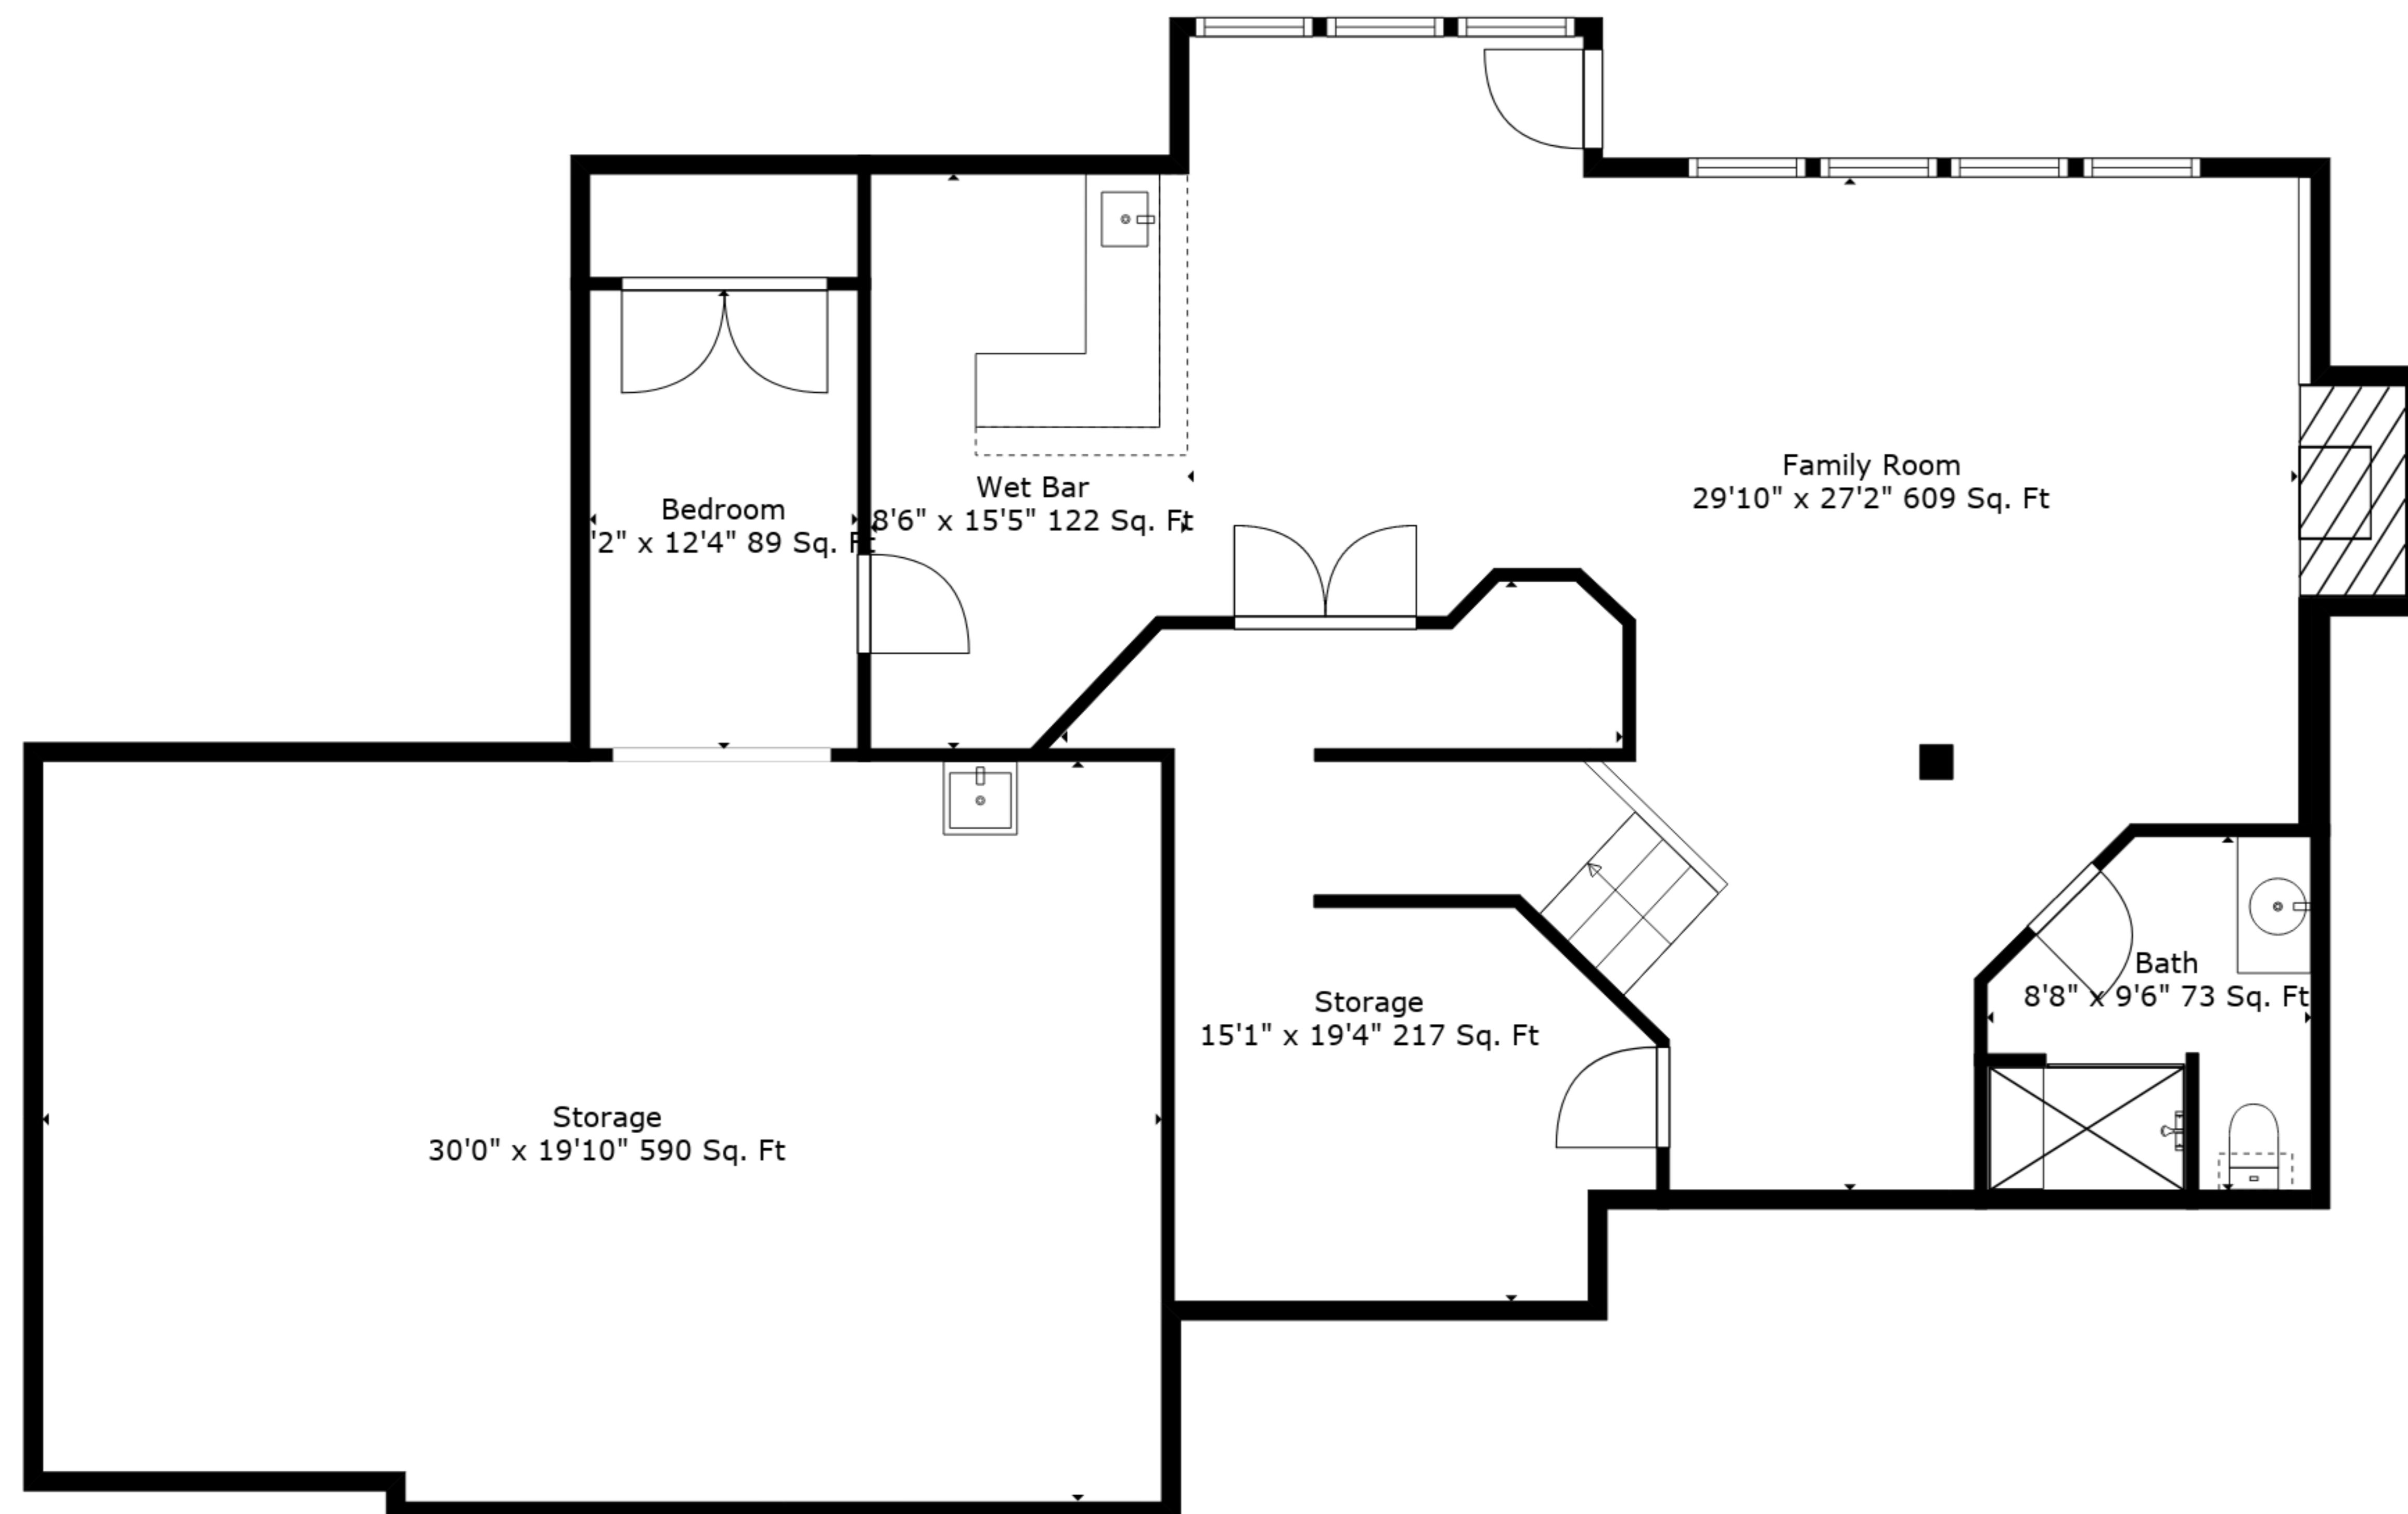 Family Room
29'10" x 27'2" 609 Sq. Ft
Wet Bar
8'6" x 15'5" 122 Sq. Ft
Bedroom
'2" x 12'4" 89 Sq. Ft
Bath
8'8" x 9'6" 73 Sq. Ft
Storage
15'1" x 19'4" 217 Sq. Ft
Storage
30'0" x 19'10" 590 Sq. Ft